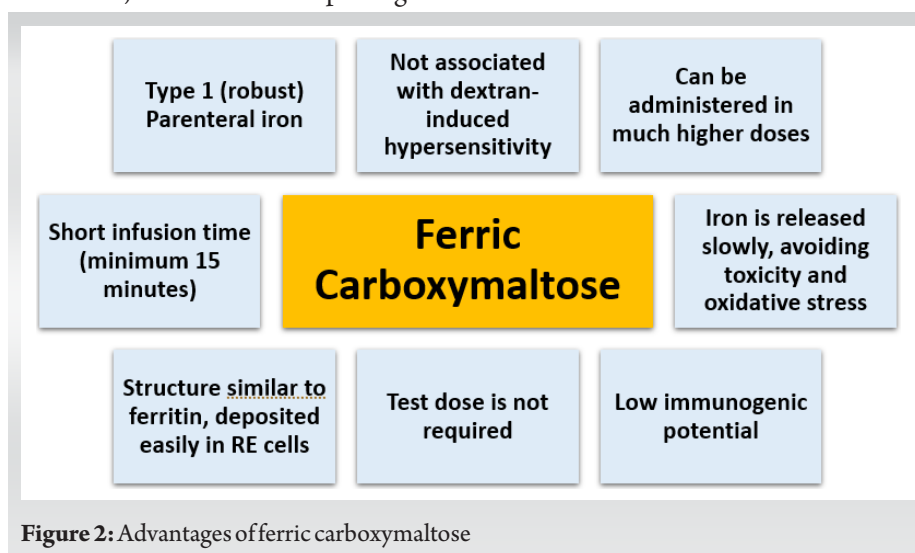 Type 1 (robust)
Parenteral iron
Not associated
with dextran-
induced
hypersensitivity
Can be
administered in
much higher doses
Short infusion time
(minimum 15
minutes)
Ferric
Carboxymaltose
Iron is released
slowly, avoiding
toxicity and
oxidative stress
Structure similar to
ferritin, deposited
easily in RE cells
Test dose is not
required
Low immunogenic
potential
Figure 2: Advantages of ferric carboxymaltose